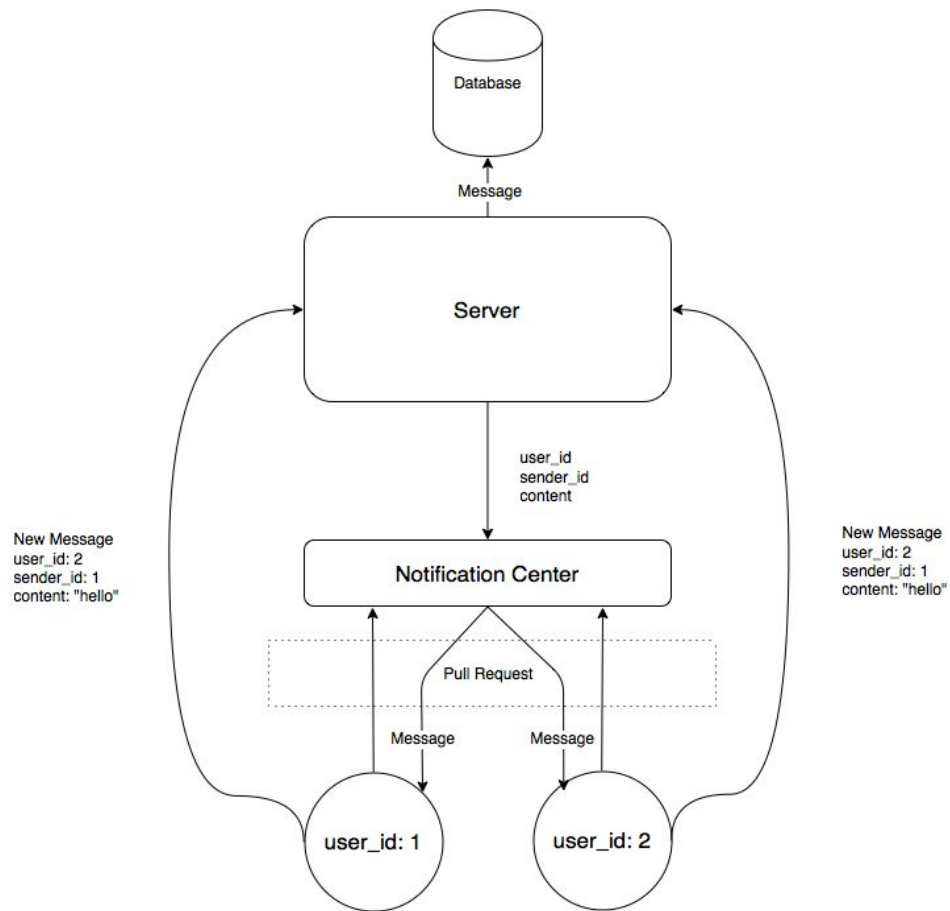 Database
Message
Server
user_id
sender_id
content
New Message
user_id: 2
sender_id: 1
content: "hello"
New Message
user_id: 2
sender_id: 1
content: "hello"
Notification Center
Pull Request
Message
Message
user_id: 1
user_id: 2